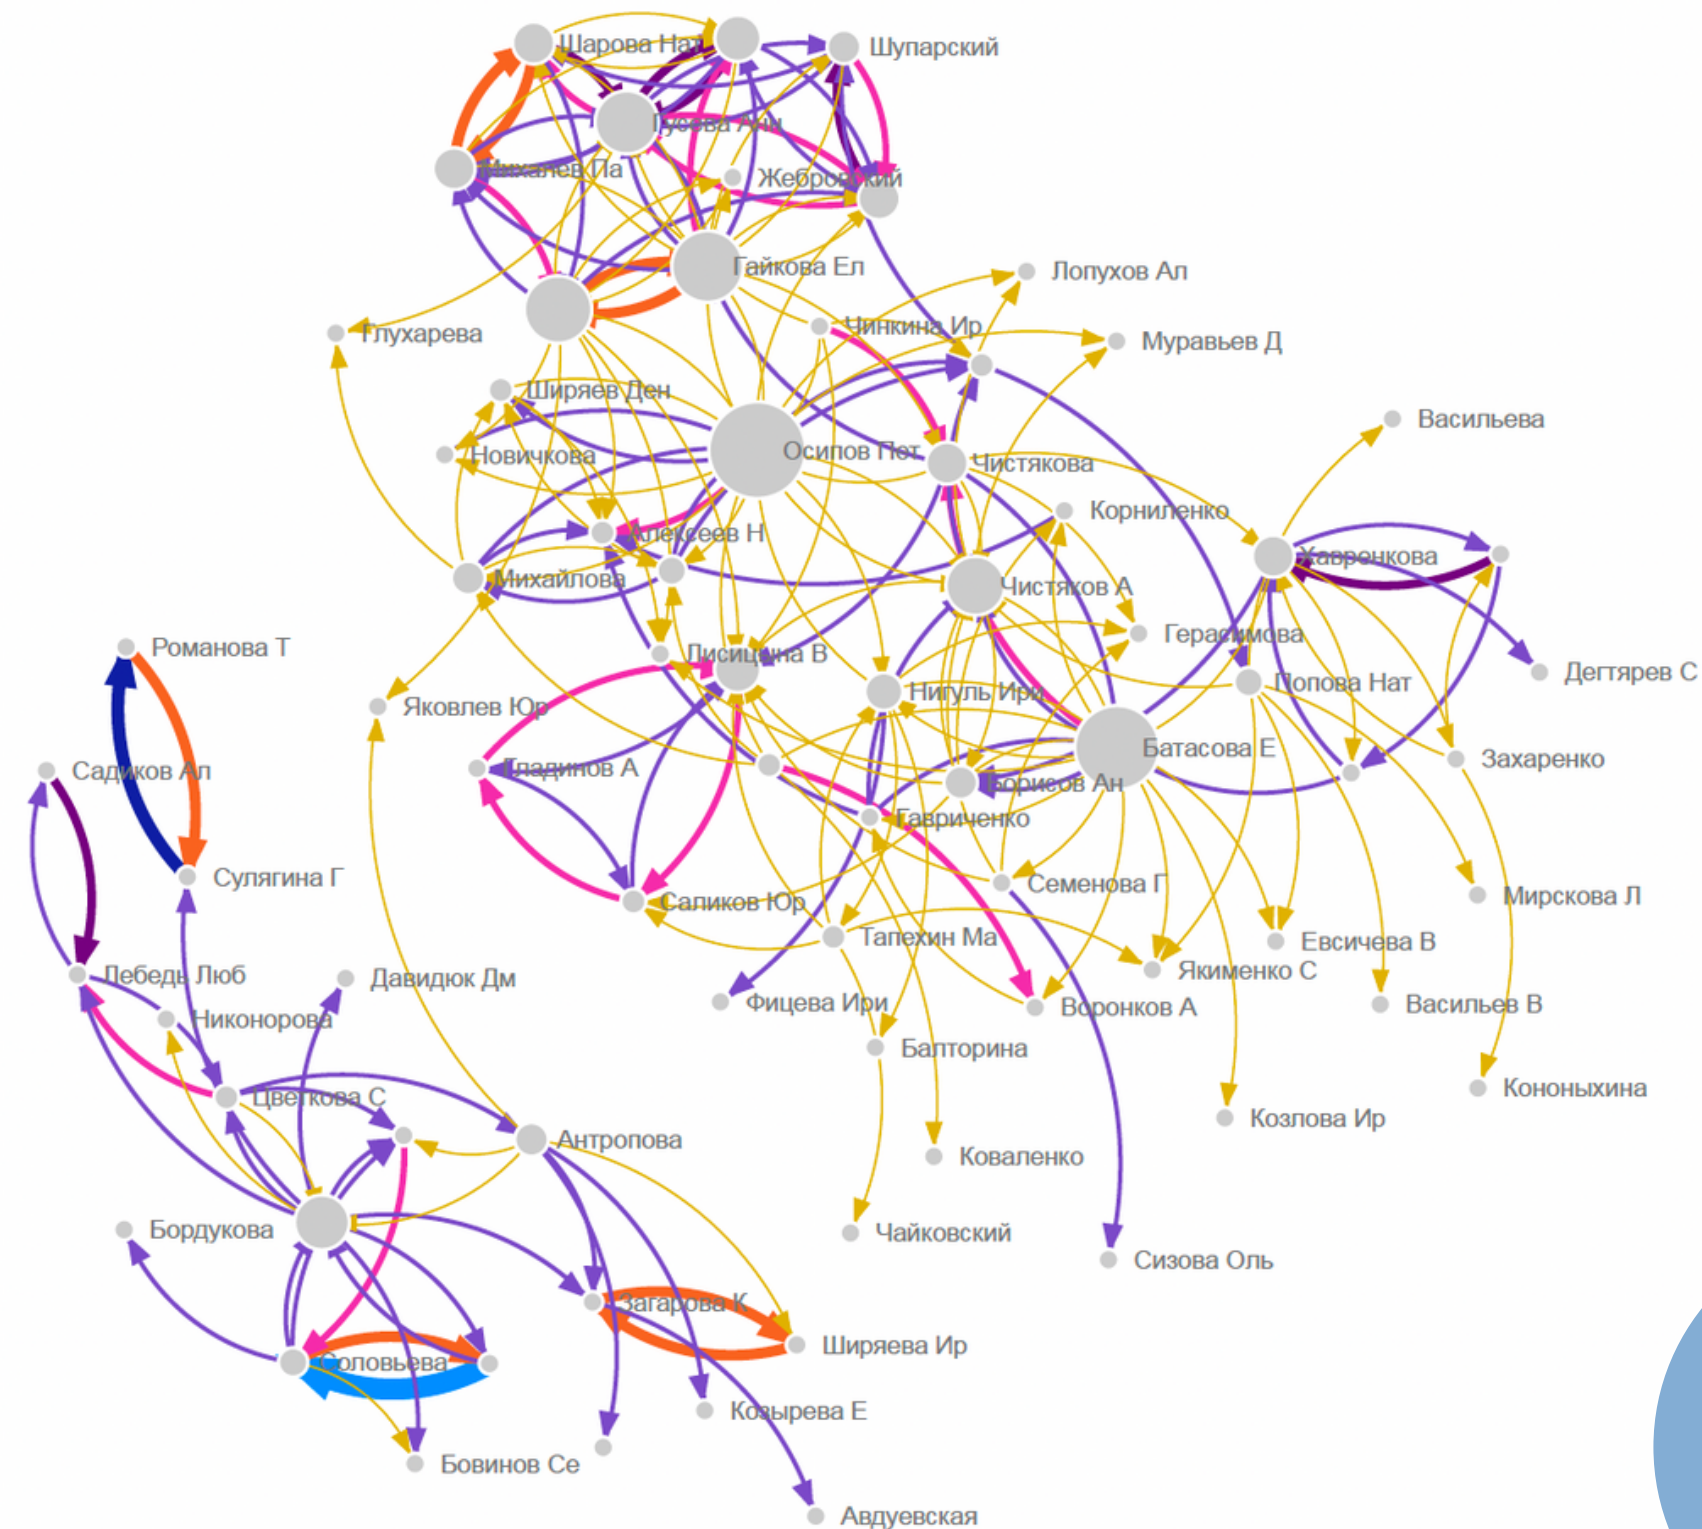 Шарова Нат
Шупарский
Гусева Анн
Михалев Па
Жебровский
Гайкова Ел
Лопухов Ал
Чинкина Ир
Глухарева
Муравьев Д
Ширяев Ден
Васильева
Осипов Пет
Новичкова
Чистякова
Корниленко
Алексеев Н
Хавренкова
Михайлова
Чистяков А
Герасимова
Романова Т
Лисицына В
Дегтярев С
Попова Нат
Нигуль Ири
Яковлев Юр
Батасова Е
Захаренко
Садиков Ал
Гладинов А
Борисов Ан
Гавриченко
Сулягина Г
Семенова Г
Мирскова Л
Саликов Юр
Тапехин Ма
Евсичева В
Якименко С
Лебедь Люб
Давидюк Дм
Фицева Ири
Воронков А
Васильев В
Никонорова
Балторина
Кононыхина
Цветкова С
Козлова Ир
Антропова
Коваленко
Бордукова
Чайковский
Сизова Оль
Загарова К
Ширяева Ир
Соловьева
Козырева Е
Бовинов Се
Авдуевская